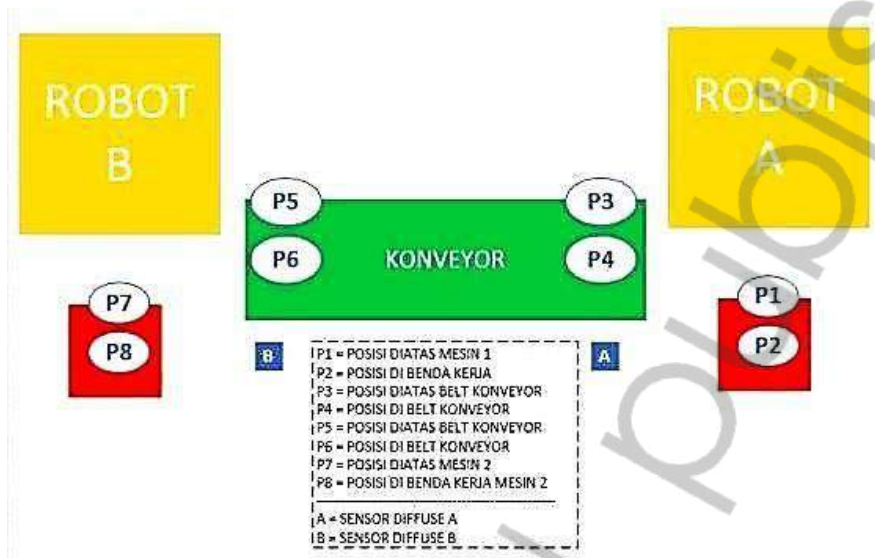 ROBOT
B
ROBOT
A
P5
P3
P6
KONVEYOR
P4
P7
P8
P1
P2
B
A
P1 = POSISI DIATAS MESIN 1
P2 = POSISI DI BENDA KERJA
P3 = POSISI DIATAS BELT KONVEYOR
P4 = POSISI DI BELT KONVEYOR
P5 = POSISI DIATAS BELT KONVEYOR
P6 = POSISI DI BELT KONVEYOR
P7 = POSISI DIATAS MESIN 2
P8 = POSISI DI BENDA KERJA MESIN 2
A = SENSOR DIFFUSE A
B = SENSOR DIFFUSE B
public